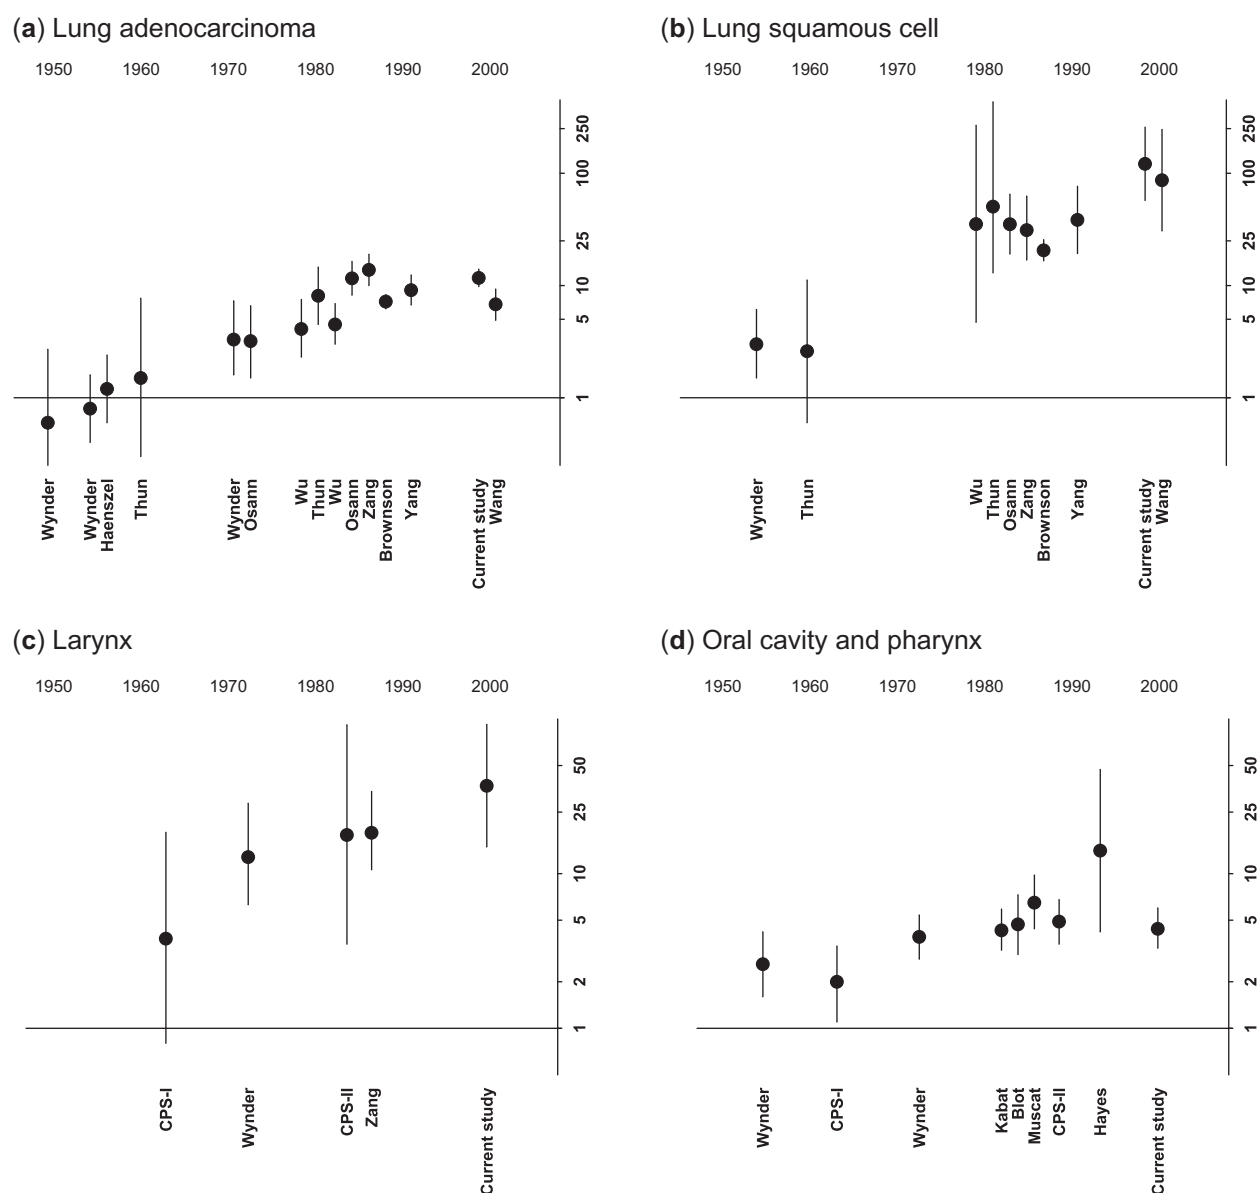 (a) Lung adenocarcinoma
1950 1960 1970 1980 1990 2000
250
100
25
10
5
1
Wynder
Wynder
Haenszel
Thun
Wynder
Osann
Wu
Thun
Wu
Osann
Zang
Brownson
Yang
Current study
Wang
(b) Lung squamous cell
1950 1960 1970 1980 1990 2000
250
100
25
10
5
1
Wynder
Thun
Wu
Thun
Osann
Zang
Brownson
Yang
Current study
Wang
(c) Larynx
1950 1960 1970 1980 1990 2000
50
25
10
5
2
1
CPS-I
Wynder
CPS-II
Zang
Current study
(d) Oral cavity and pharynx
1950 1960 1970 1980 1990 2000
50
25
10
5
2
1
Wynder
CPS-I
Wynder
Kabat
Blot
Muscat
CPS-II
Hayes
Current study